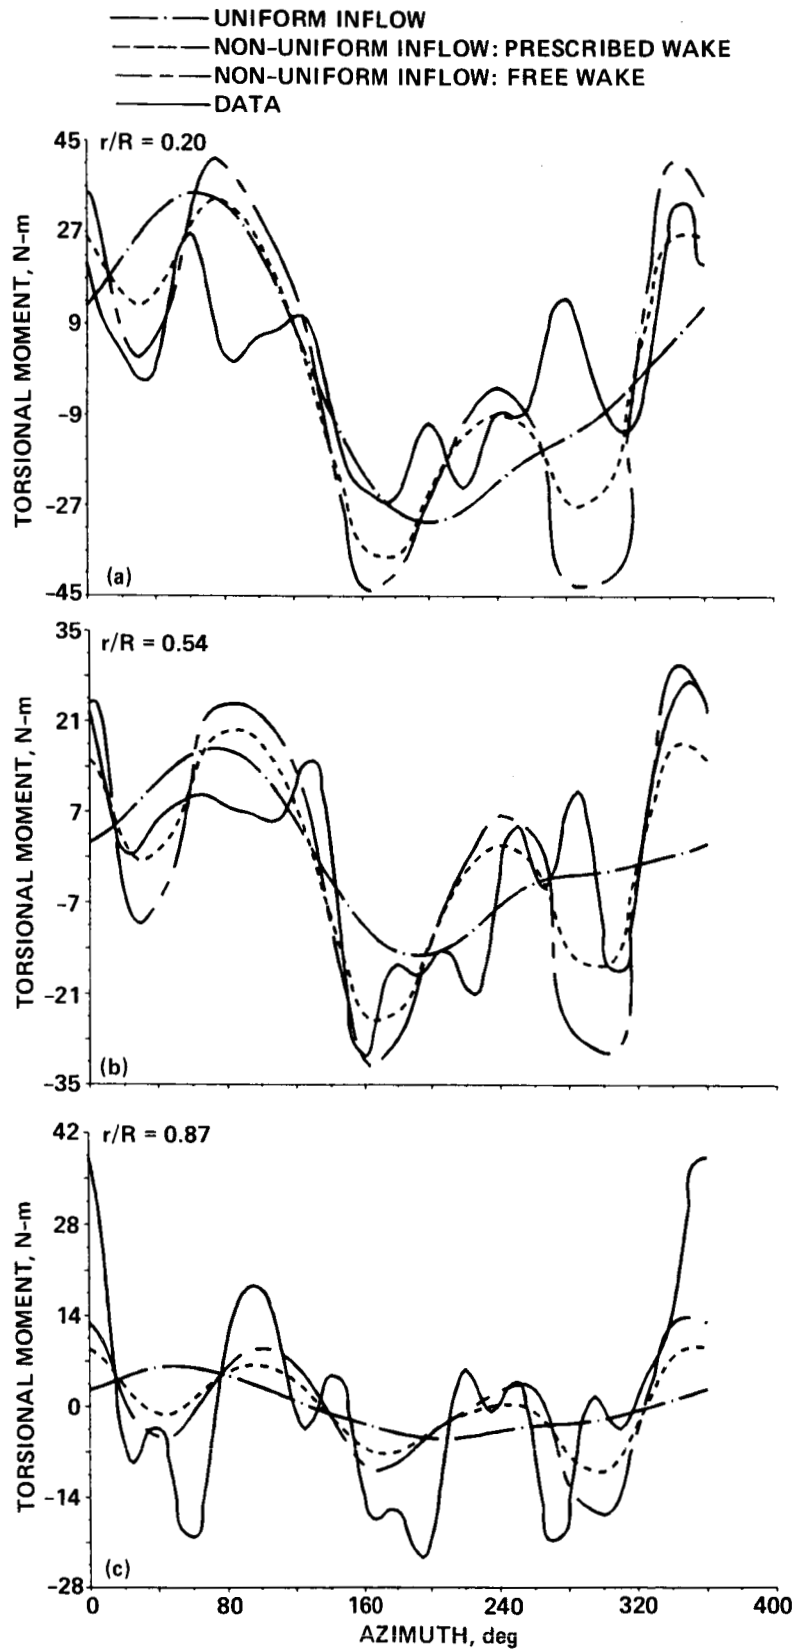 UNIFORM INFLOW
NON-UNIFORM INFLOW: PRESCRIBED WAKE
NON-UNIFORM INFLOW: FREE WAKE
DATA
r/R = 0.20
TORSIONAL MOMENT, N-m
45
27
9
-9
-27
-45
(a)
r/R = 0.54
TORSIONAL MOMENT, N-m
35
21
7
-7
-21
-35
(b)
r/R = 0.87
TORSIONAL MOMENT, N-m
42
28
14
0
-14
-28
(c)
0 80 160 240 320 400
AZIMUTH, deg